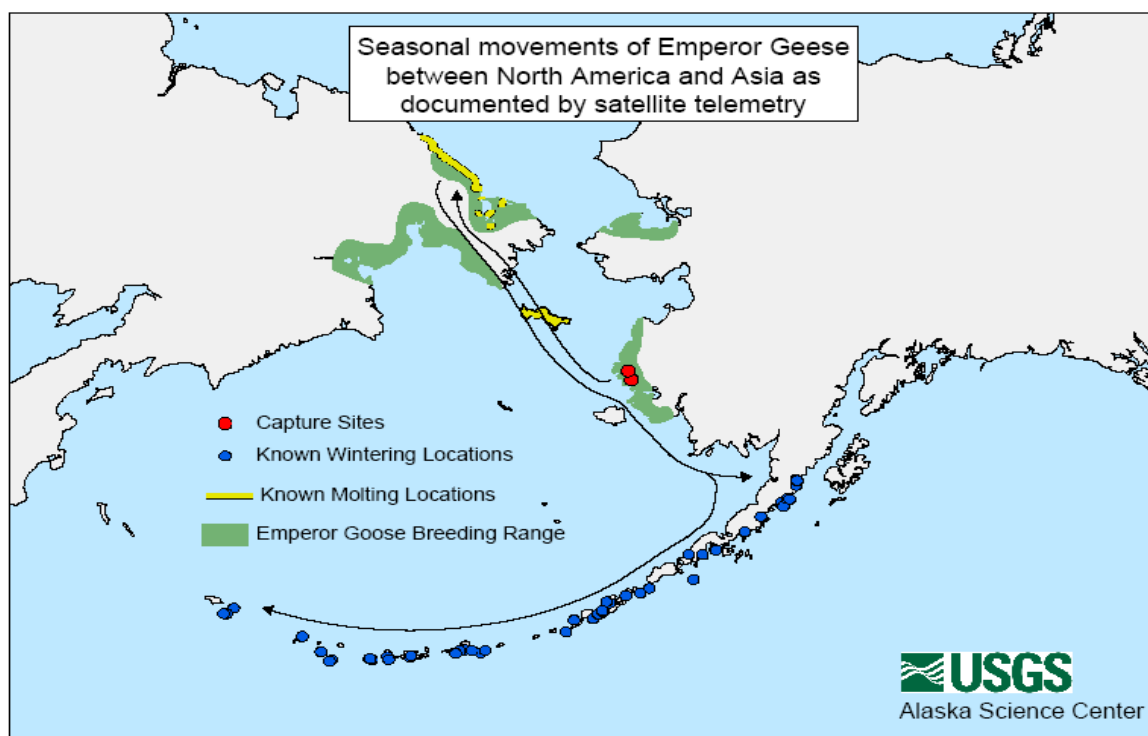 Seasonal movements of Emperor Geese
between North America and Asia as
documented by satellite telemetry
Capture Sites
Known Wintering Locations
Known Molting Locations
Emperor Goose Breeding Range
USGS
Alaska Science Center